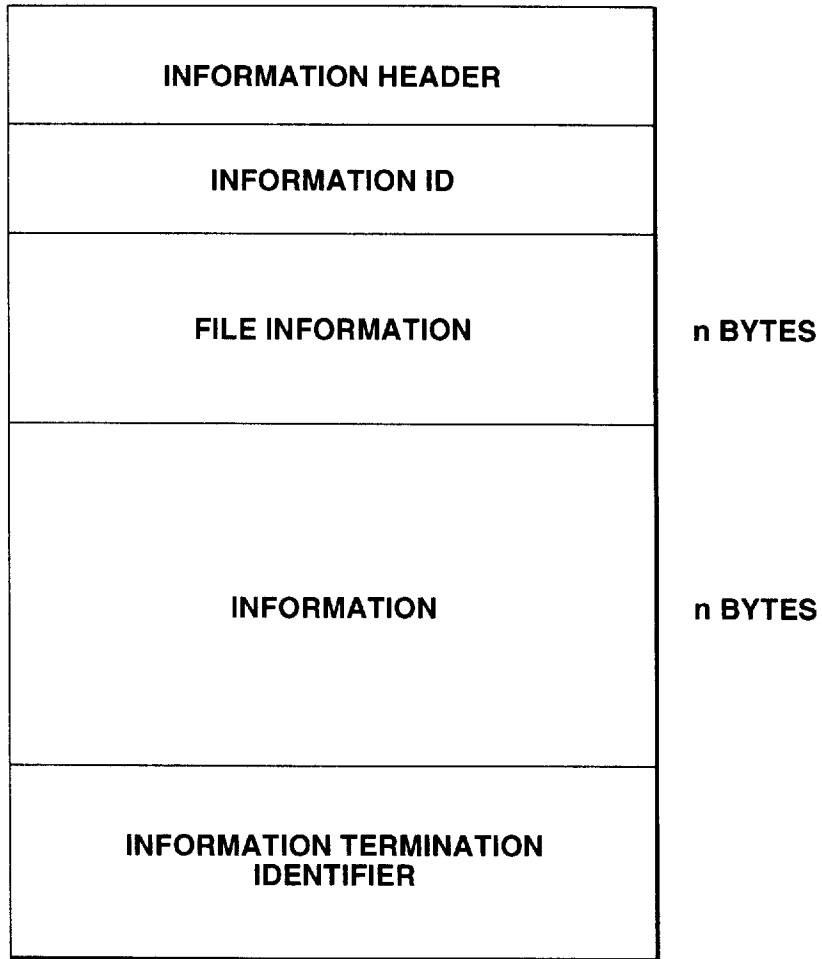 INFORMATION HEADER
INFORMATION ID
FILE INFORMATION
n BYTES
INFORMATION
n BYTES
INFORMATION TERMINATION
IDENTIFIER